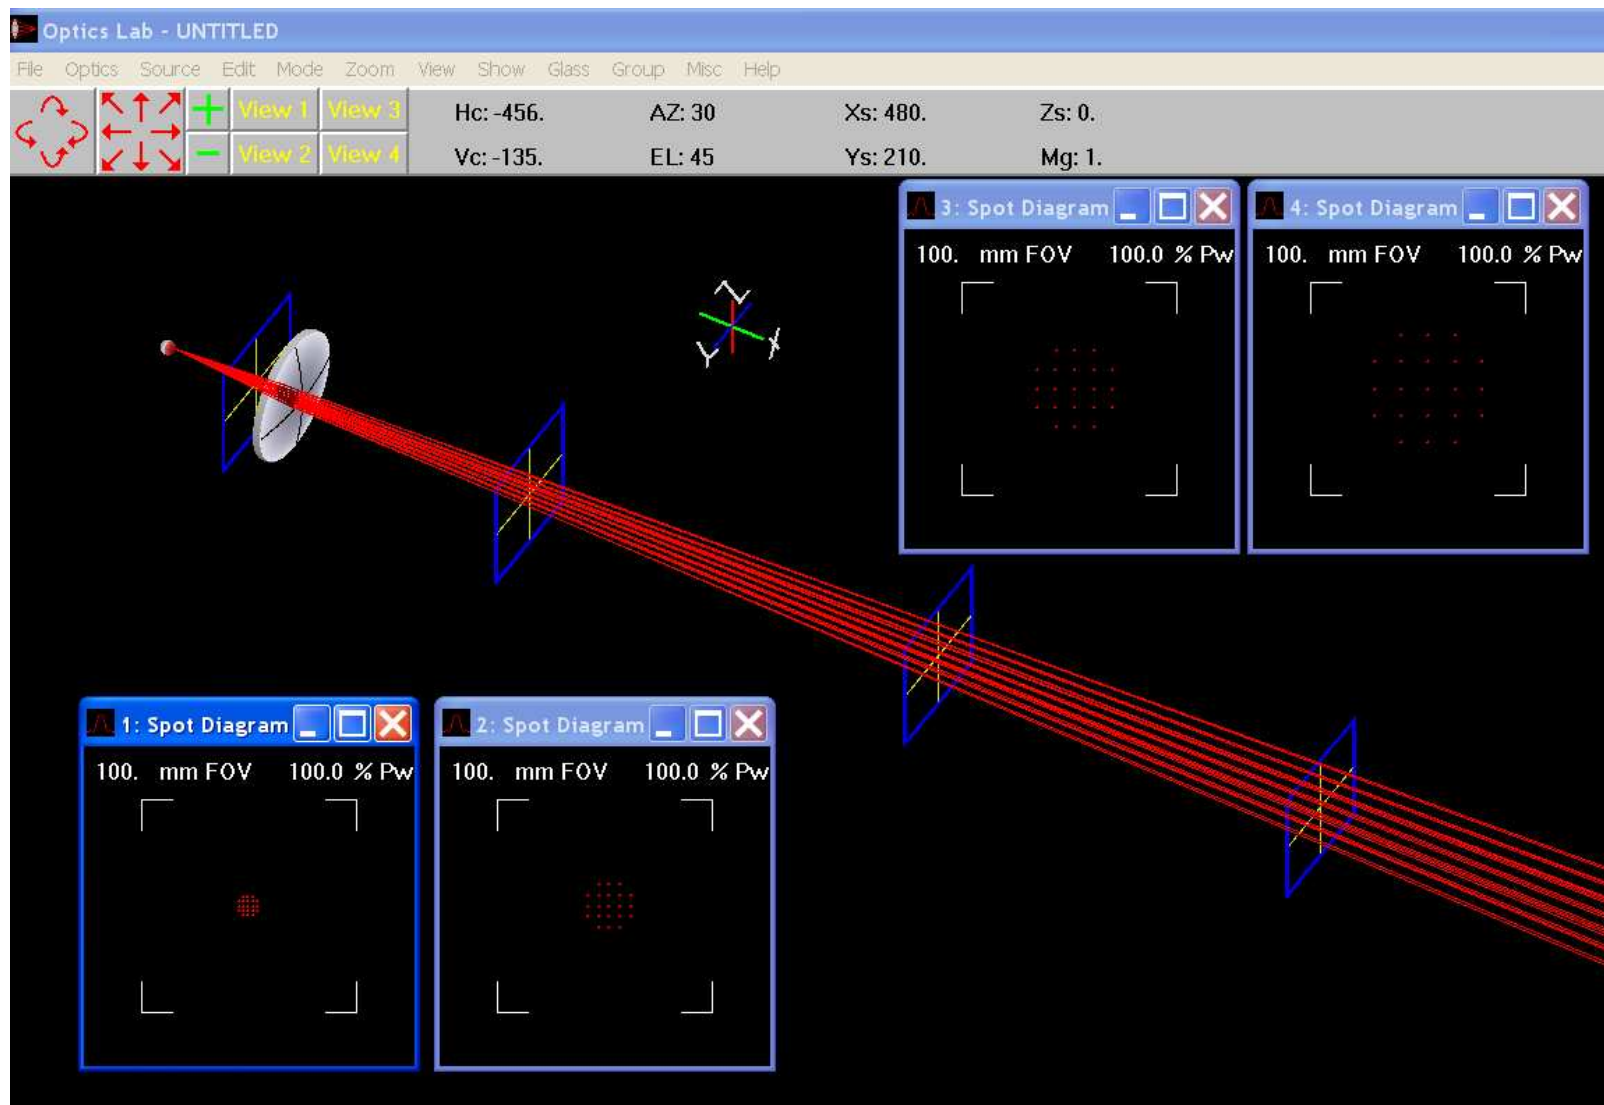 Optics Lab - UNTITLED
File Optics Source Edit Mode Zoom View Show Glass Group Misc Help
View 1 View 3 Hc: -456. AZ: 30 Xs: 480. Zs: 0.
View 2 View 4 Vc: -135. EL: 45 Ys: 210. Mg: 1.
3: Spot Diagram
100. mm FOV 100.0 % Pw
4: Spot Diagram
100. mm FOV 100.0 % Pw
Z
Y X
1: Spot Diagram
100. mm FOV 100.0 % Pw
2: Spot Diagram
100. mm FOV 100.0 % Pw